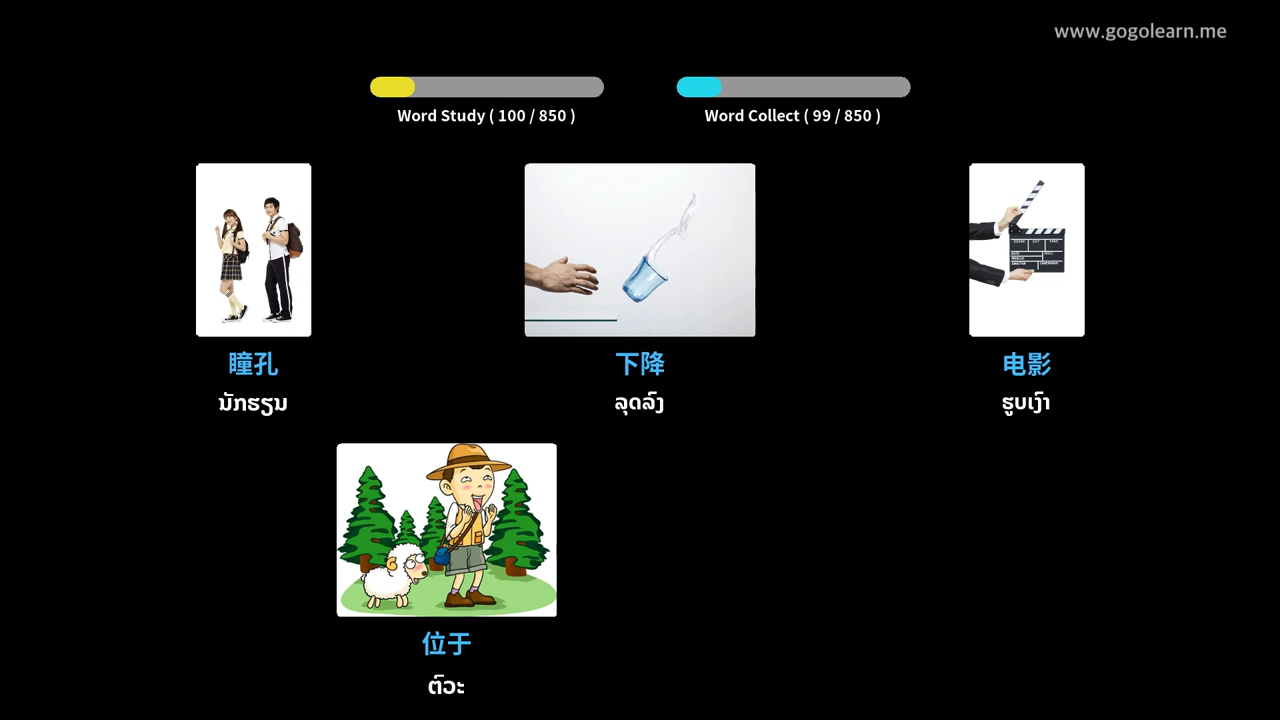 www.gogolearn.me
Word Study ( 100 / 850 )
Word Collect ( 99 / 850 )
瞳孔
ນັກຮຽນ
下降
ລຸດລົງ
电影
ຮູບເງົາ
位于
ຕົວະ